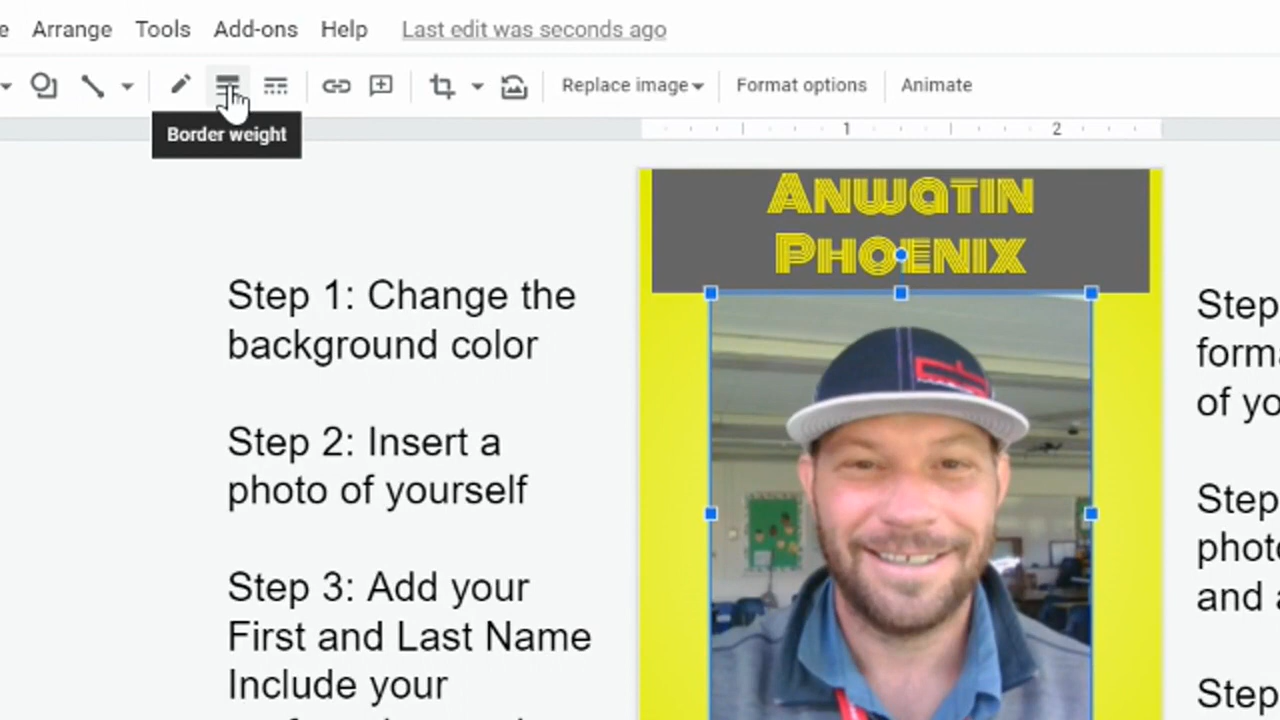 Arrange Tools Add-ons Help Last edit was seconds ago
Replace image Format options Animate
Border weight
1 2
Anwatin
Phoenix
Step 1: Change the
background color
Step 2: Insert a
photo of yourself
Step 3: Add your
First and Last Name
Include your
Step
of yo
Step
and a
Step